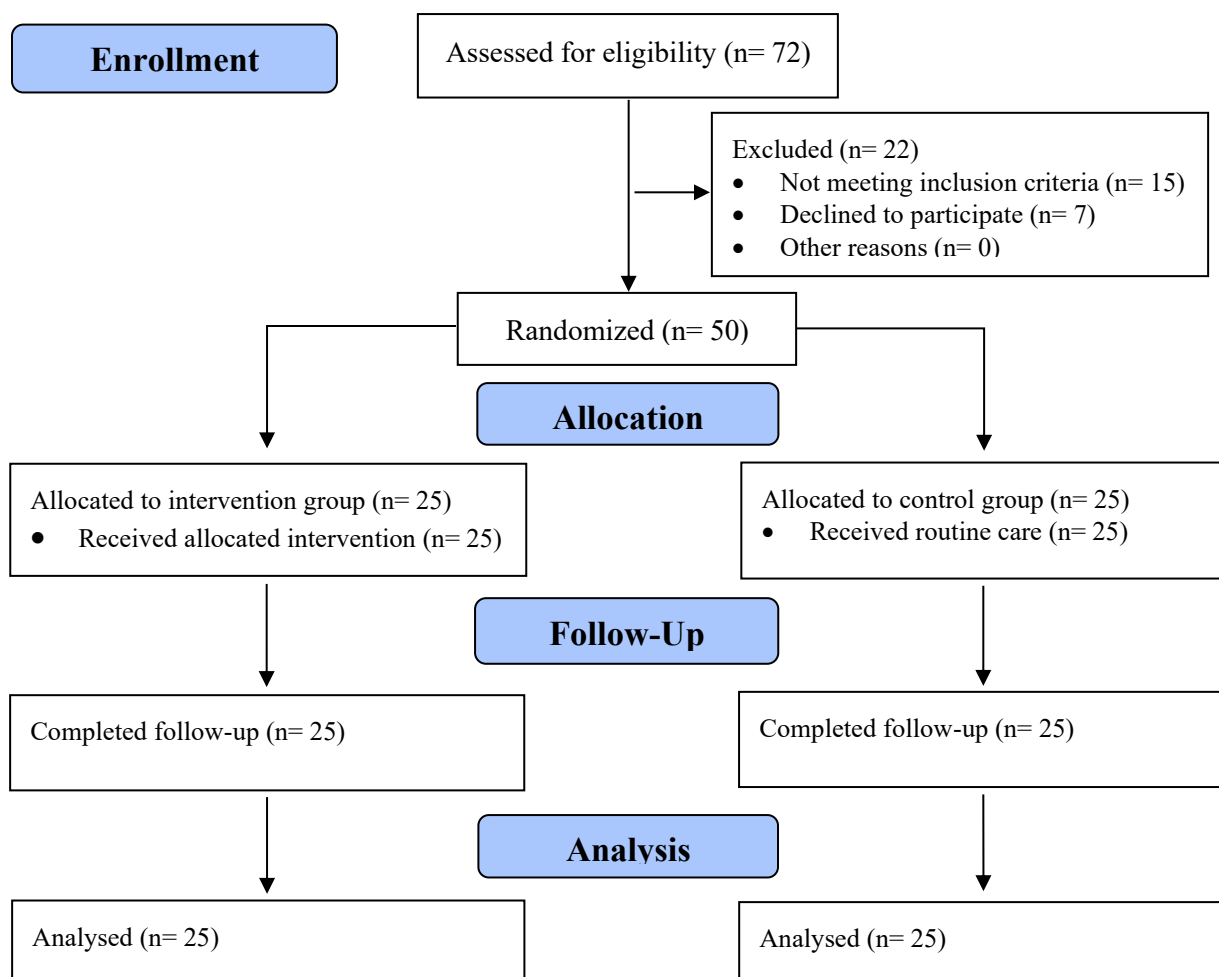 Enrollment
Assessed for eligibility (n= 72)
Excluded (n= 22)
• Not meeting inclusion criteria (n= 15)
• Declined to participate (n= 7)
• Other reasons (n= 0)
Randomized (n= 50)
Allocation
Allocated to intervention group (n= 25)
• Received allocated intervention (n= 25)
Allocated to control group (n= 25)
• Received routine care (n= 25)
Follow-Up
Completed follow-up (n= 25)
Completed follow-up (n= 25)
Analysis
Analysed (n= 25)
Analysed (n= 25)